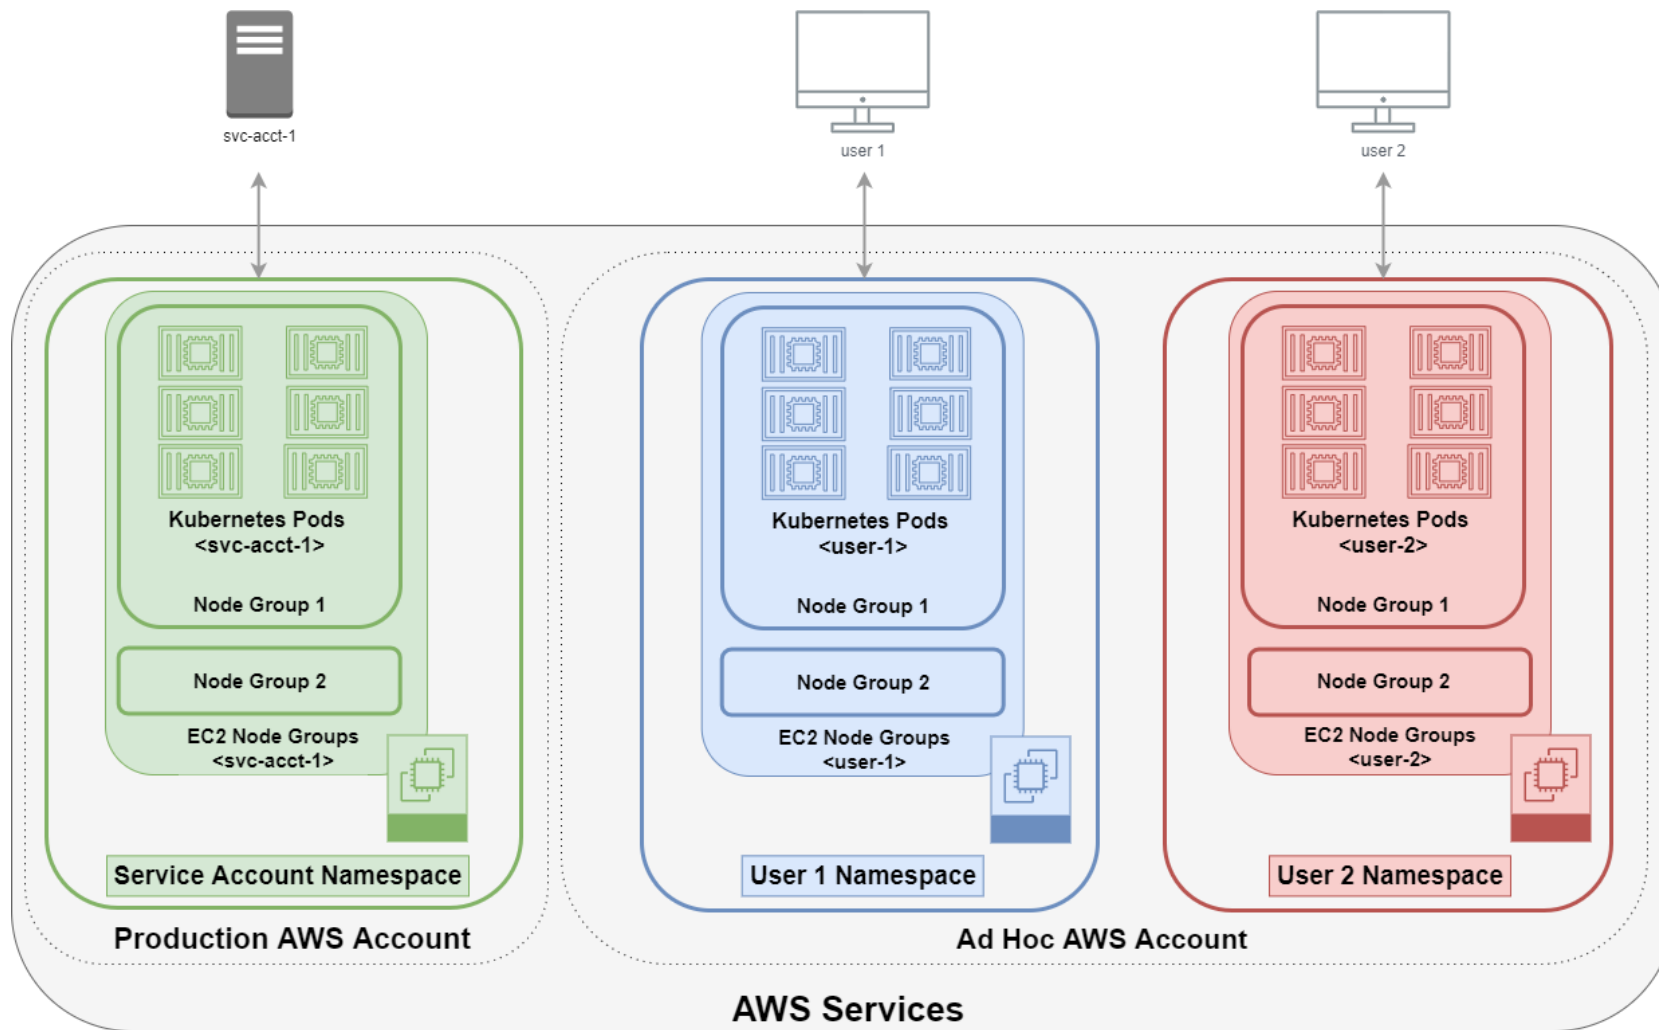 svc-acct-1
user 1
user 2
Kubernetes Pods
<svc-acct-1>
Node Group 1
Node Group 2
EC2 Node Groups
<svc-acct-1>
Service Account Namespace
Production AWS Account
Kubernetes Pods
<user-1>
Node Group 1
Node Group 2
EC2 Node Groups
<user-1>
User 1 Namespace
Kubernetes Pods
<user-2>
Node Group 1
Node Group 2
EC2 Node Groups
<user-2>
User 2 Namespace
Ad Hoc AWS Account
AWS Services